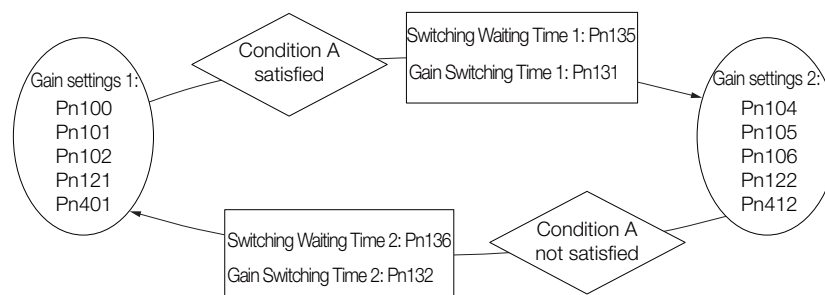 Condition A
satisfied
Switching Waiting Time 1: Pn135
Gain Switching Time 1: Pn131
Gain settings 1:
Pn100
Pn101
Pn102
Pn121
Pn401
Gain settings 2:
Pn104
Pn105
Pn106
Pn122
Pn412
Switching Waiting Time 2: Pn136
Gain Switching Time 2: Pn132
Condition A
not satisfied